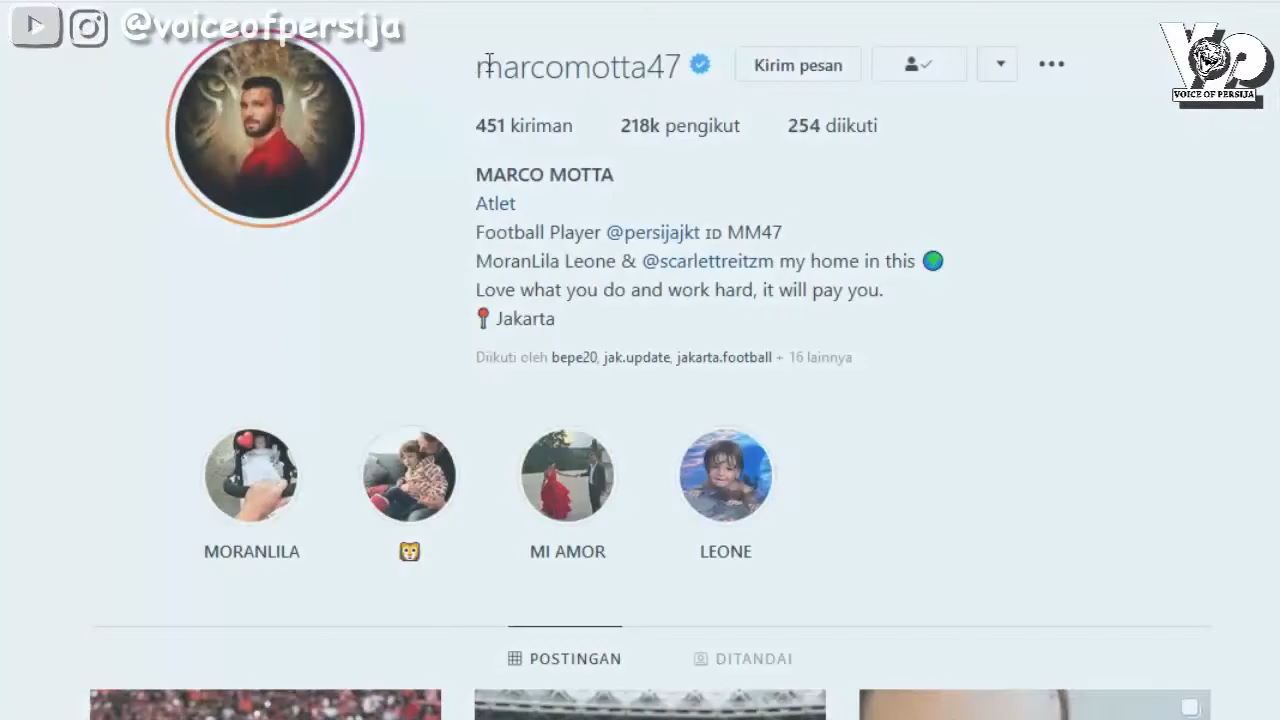 @voiceofpersija
VOP
VOICE OF PERSIJA
marcomotta47
Kirim pesan
451 kiriman 218k pengikut 254 diikuti
MARCO MOTTA
Atlet
Football Player @persijajkt ɪᴅ MM47
MoranLila Leone & @scarlettreitzm my home in this
Love what you do and work hard, it will pay you.
📍Jakarta
Diikuti oleh bepe20, jak.update, jakarta.football + 16 lainnya
MORANLILA
MI AMOR
LEONE
POSTINGAN
DITANDAI